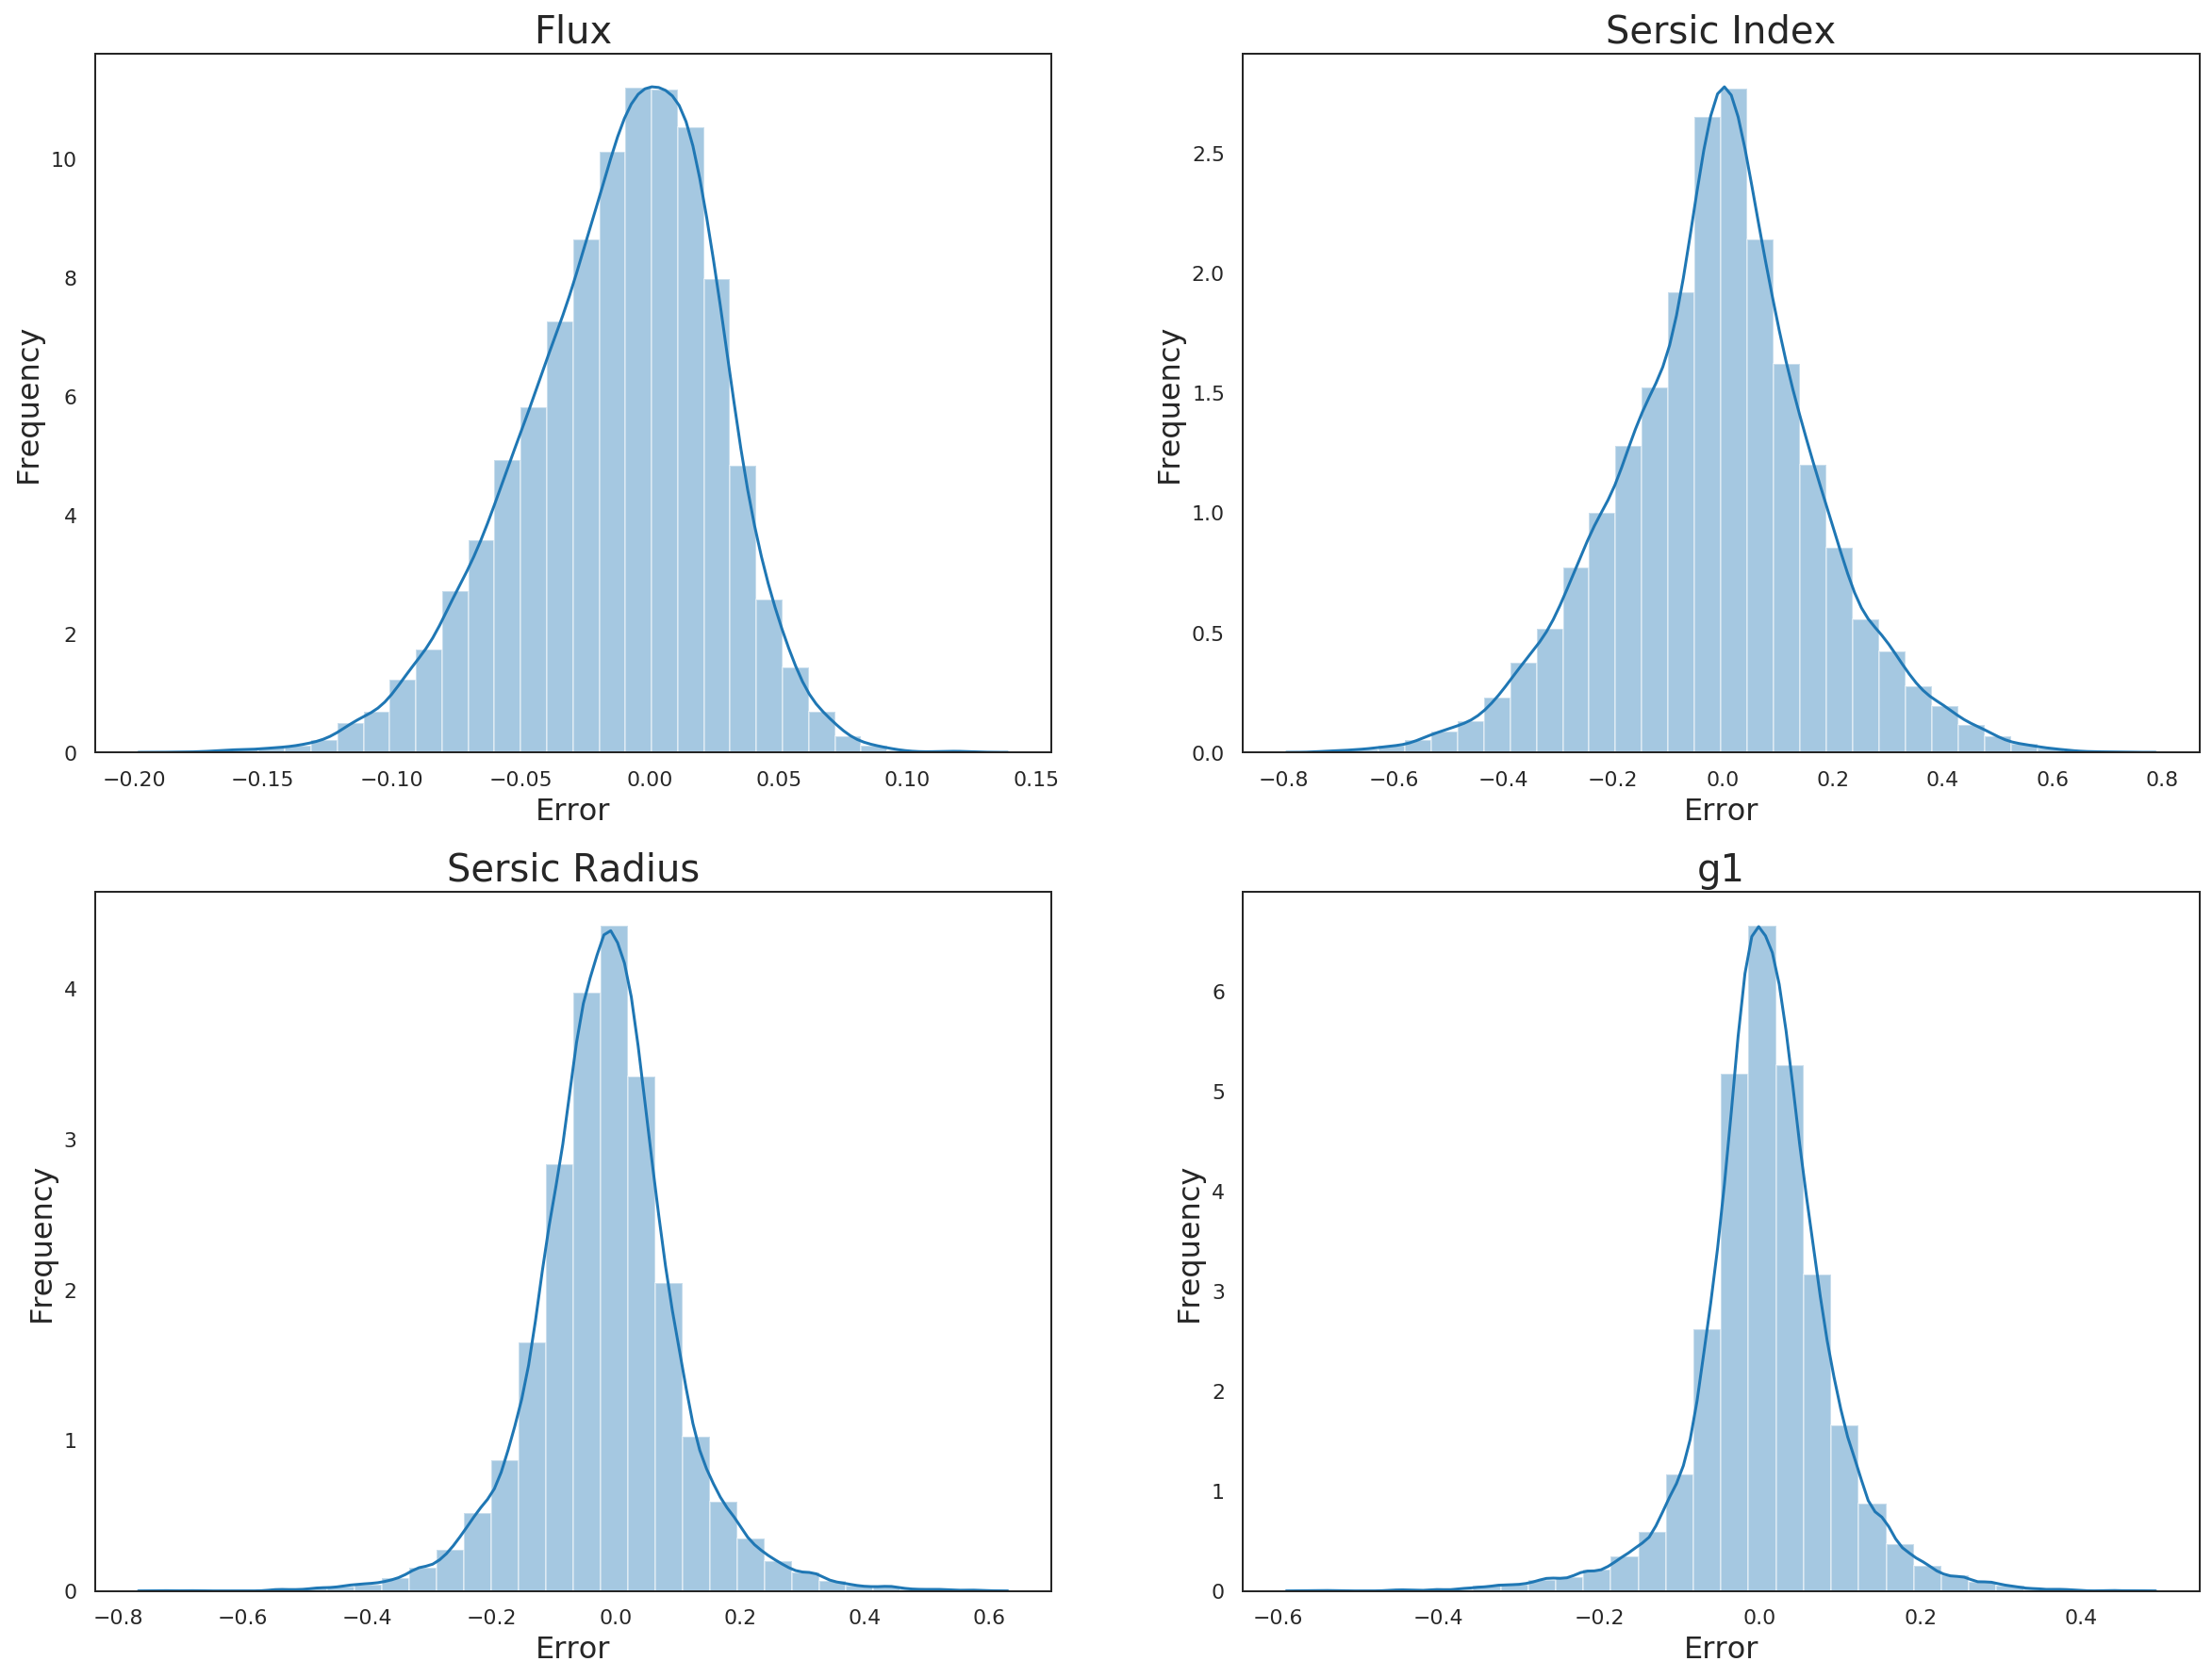 Flux
Frequency
10
8
6
4
2
0
−0.20 −0.15 −0.10 −0.05 0.00 0.05 0.10 0.15
Error
Sersic Index
Frequency
2.5
2.0
1.5
1.0
0.5
0.0
−0.8 −0.6 −0.4 −0.2 0.0 0.2 0.4 0.6 0.8
Error
Sersic Radius
Frequency
4
3
2
1
0
−0.8 −0.6 −0.4 −0.2 0.0 0.2 0.4 0.6
Error
g1
Frequency
6
5
4
3
2
1
0
−0.6 −0.4 −0.2 0.0 0.2 0.4
Error